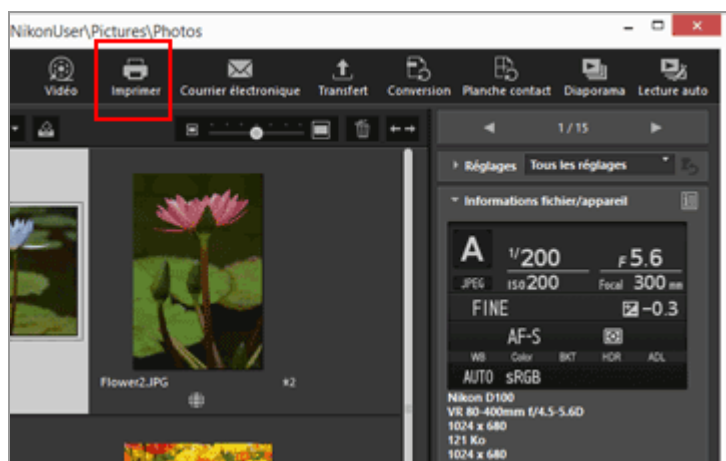 NikonUser\Pictures\Photos
Vidéo Imprimer Courrier électronique Transfert Conversion Planche contact Diaporama Lecture auto
1 / 15
Réglages Tous les réglages
Informations fichier/appareil
A 1/200 F5.6
JPEG ISO200 Focal 300 mm
FINE -0.3
AF-S
WB Color BKT HDR ADL
AUTO sRGB
Flower2.JPG *2
Nikon D100
VR 80-400mm f/4.5-5.6D
1024 x 680
121 Ko
1024 x 680